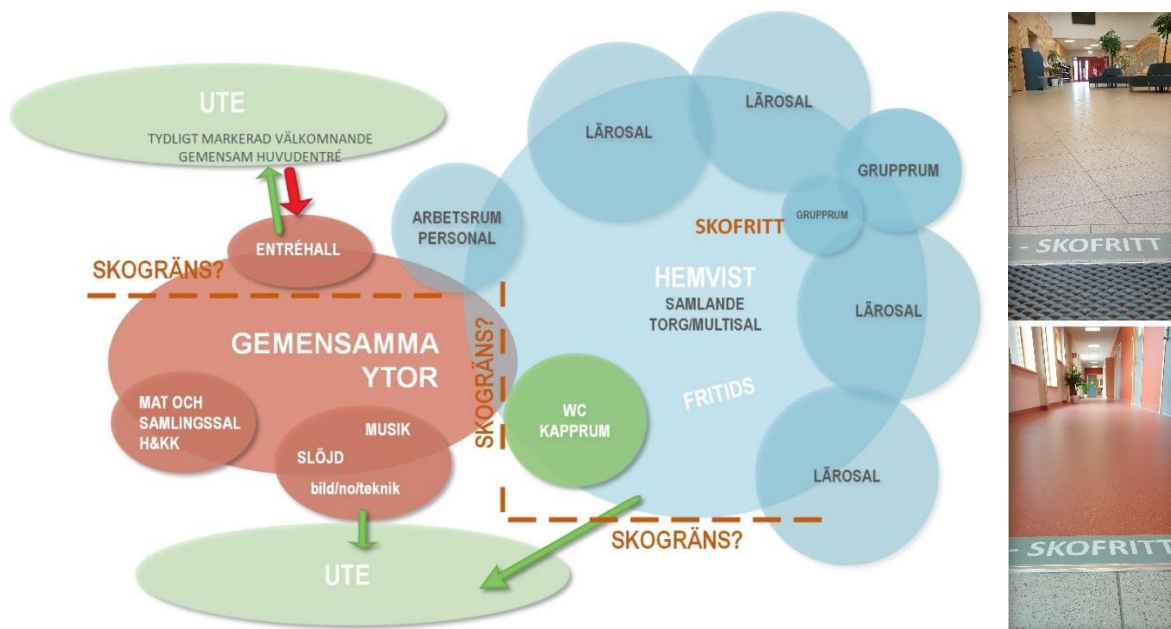 UTE
TYDLIGT MARKERAD VÄLKOMNANDE
GEMENSAM HUVUDENTRÉ
ENTRÉHALL
SKOGRÄNS?
GEMENSAMMA
YTOR
MAT OCH
SAMLINGSSAL
H&KK
MUSIK
SLÖJD
bild/no/teknik
UTE
ARBETSRUM
PERSONAL
SKOGRÄNS?
LÄROSAL
LÄROSAL
GRUPPRUM
GRUPPRUM
SKOFRITT
HEMVIST
SAMLANDE
TORG/MULTISAL
LÄROSAL
FRITIDS
WC
KAPPRUM
LÄROSAL
SKOGRÄNS?
- - SKOFRITT
- SKOFRITT